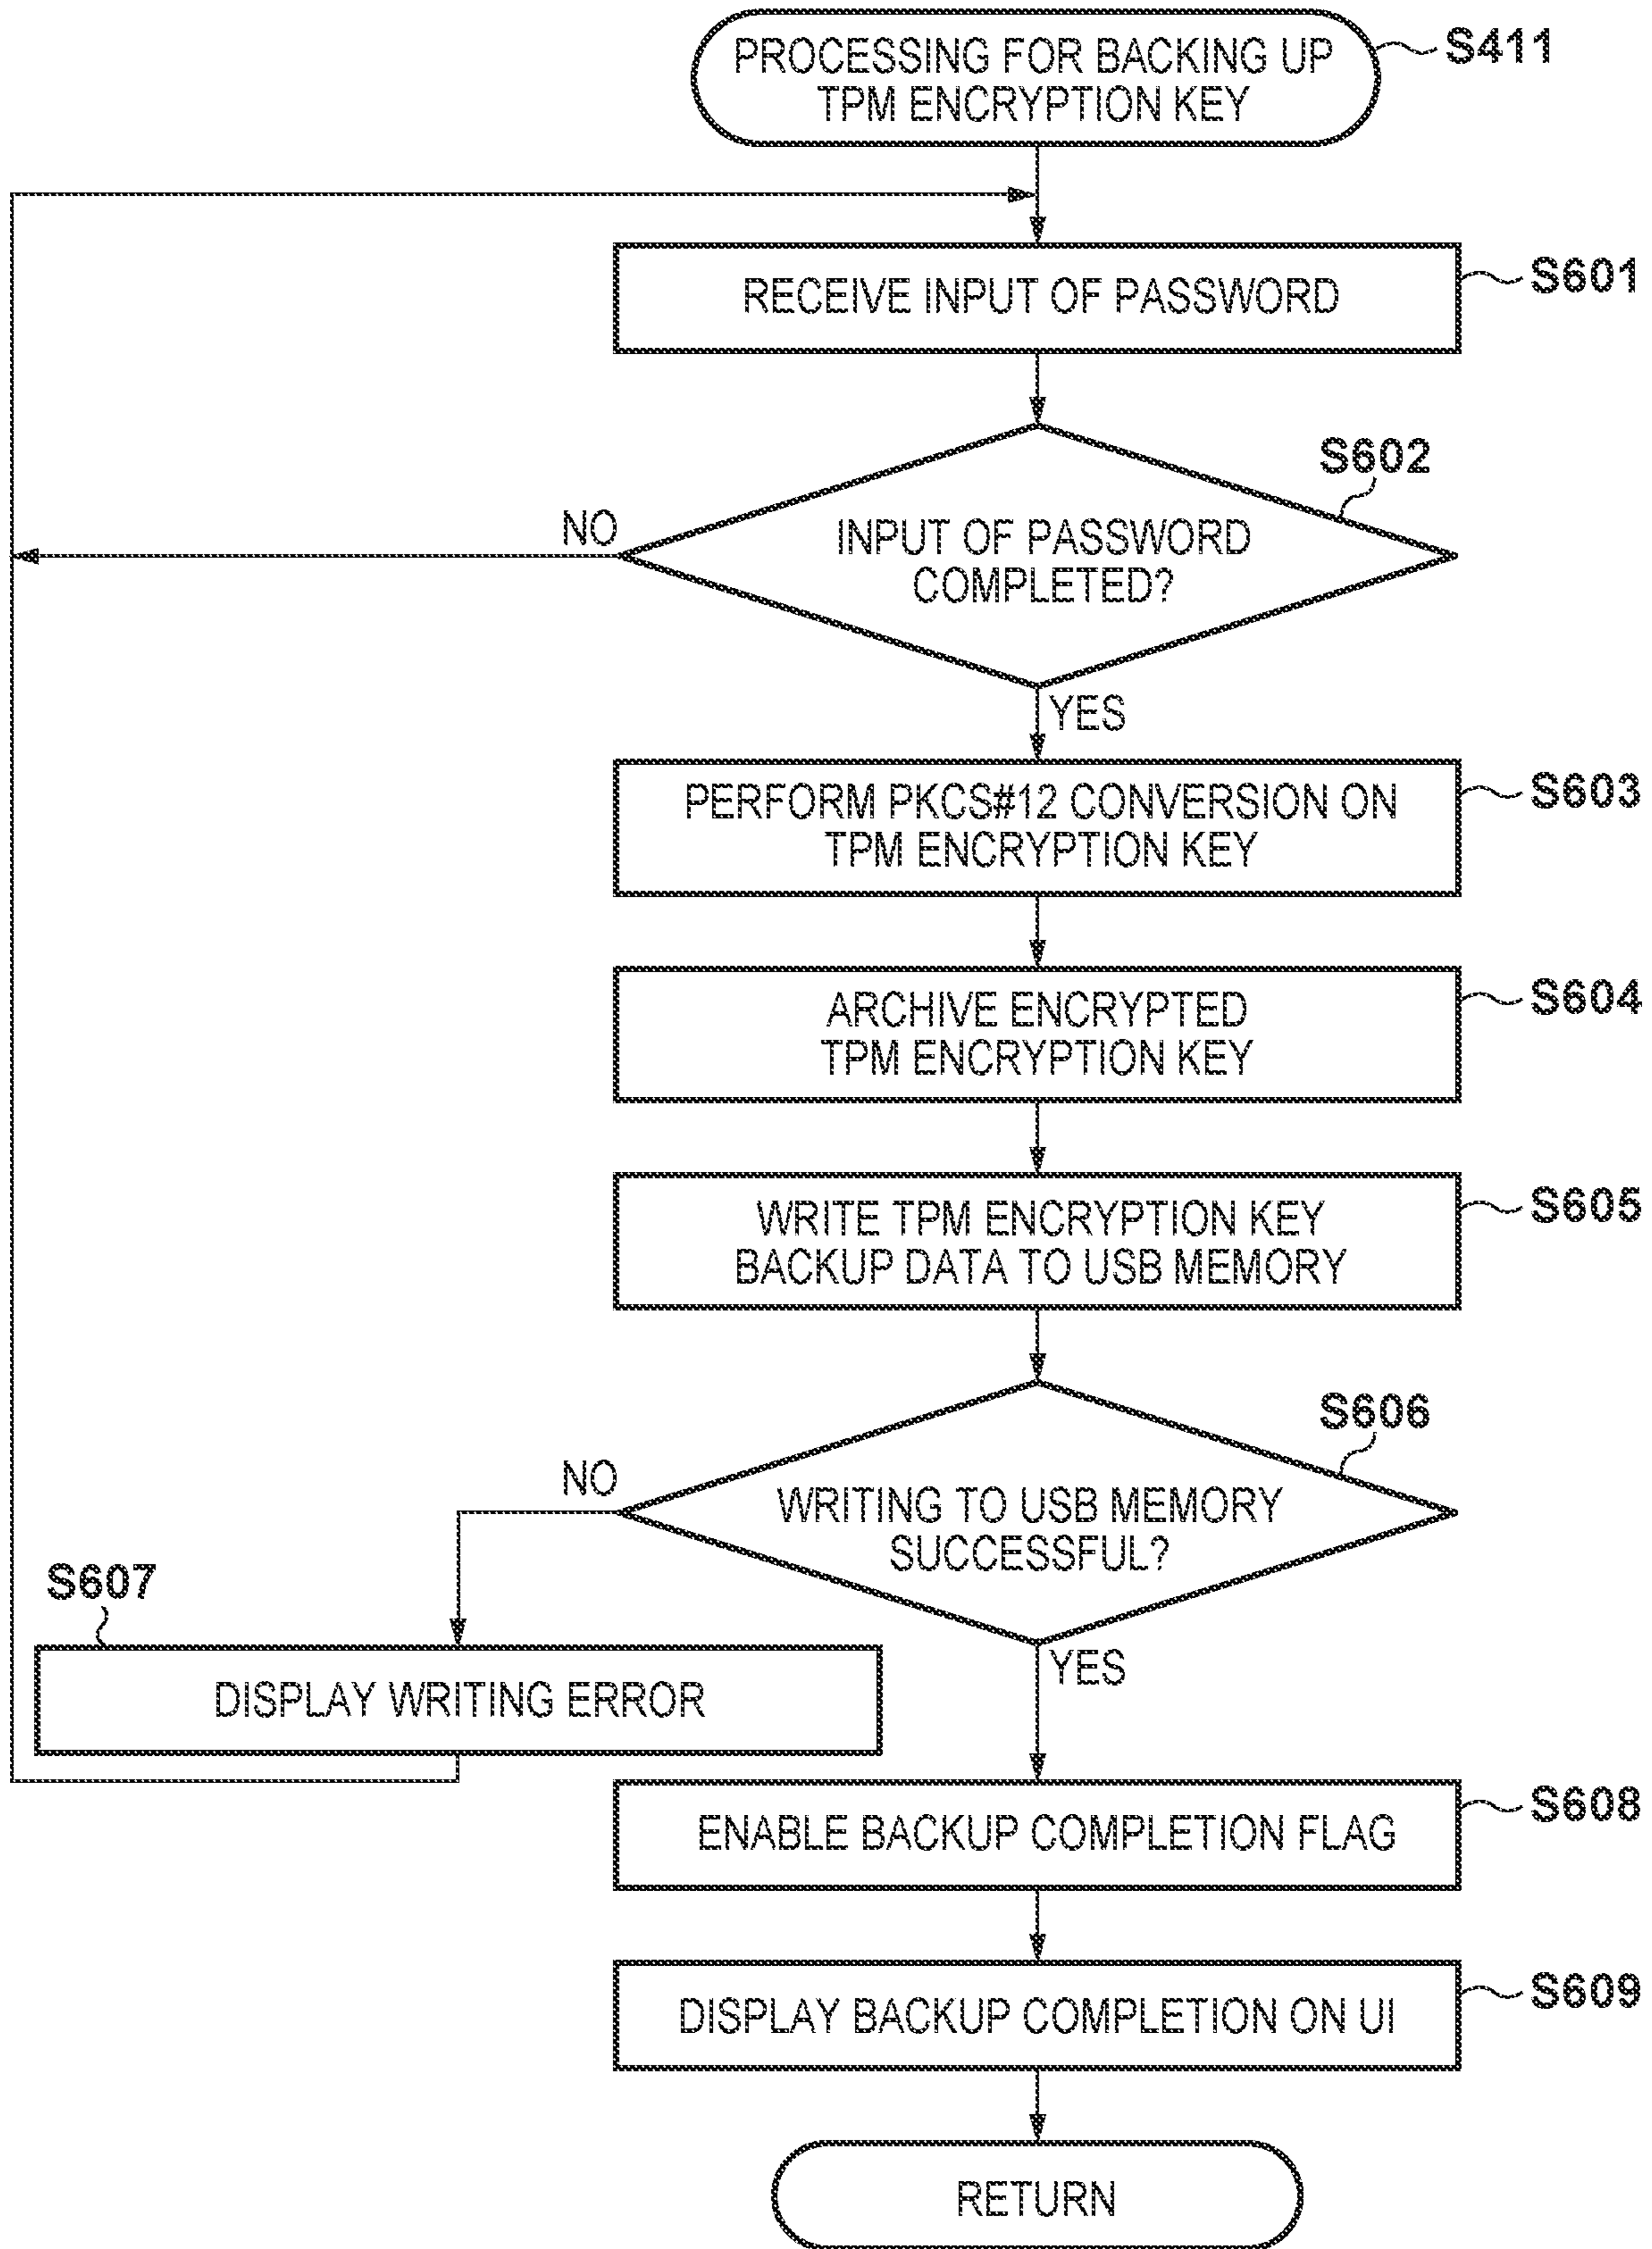 PROCESSING FOR BACKING UP
TPM ENCRYPTION KEY
S411
RECEIVE INPUT OF PASSWORD
S601
S602
NO
INPUT OF PASSWORD
COMPLETED?
YES
PERFORM PKCS#12 CONVERSION ON
TPM ENCRYPTION KEY
S603
ARCHIVE ENCRYPTED
TPM ENCRYPTION KEY
S604
WRITE TPM ENCRYPTION KEY
BACKUP DATA TO USB MEMORY
S605
S606
NO
WRITING TO USB MEMORY
SUCCESSFUL?
S607
YES
DISPLAY WRITING ERROR
ENABLE BACKUP COMPLETION FLAG
S608
DISPLAY BACKUP COMPLETION ON UI
S609
RETURN